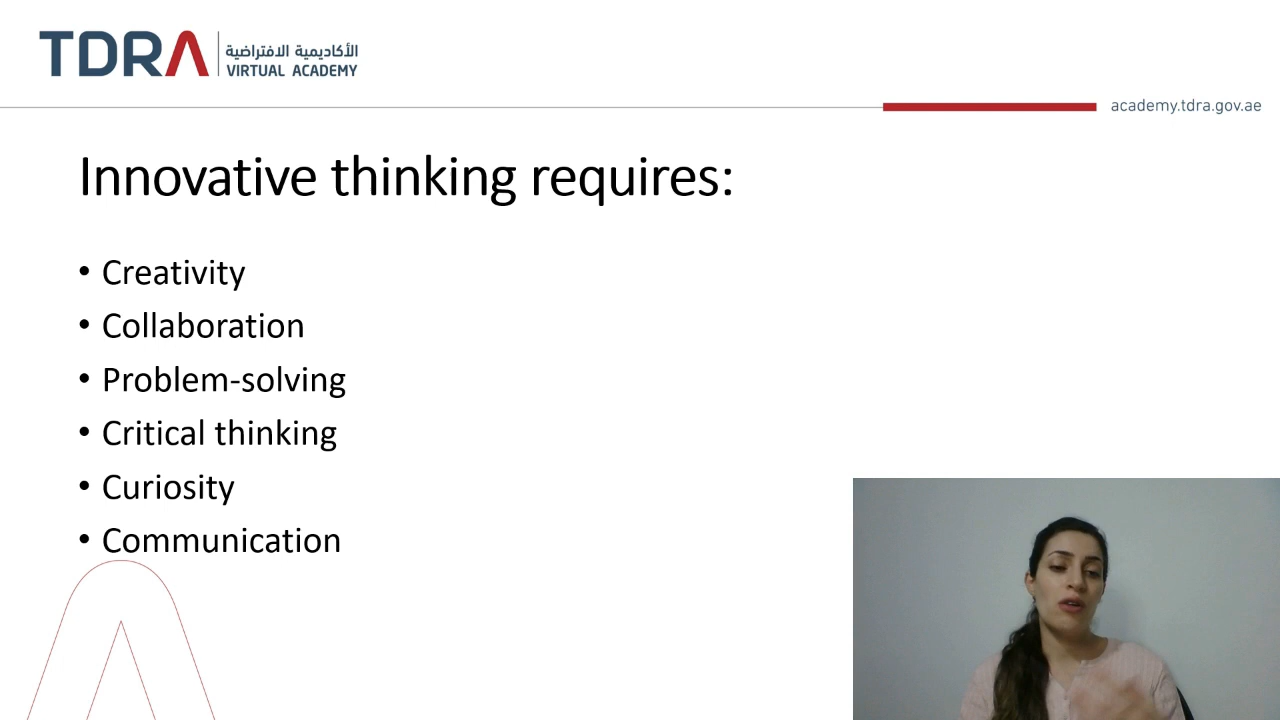 TDRA
الأكاديمية الافتراضية
VIRTUAL ACADEMY
academy.tdra.gov.ae
Innovative thinking requires:
• Creativity
• Collaboration
• Problem-solving
• Critical thinking
• Curiosity
• Communication